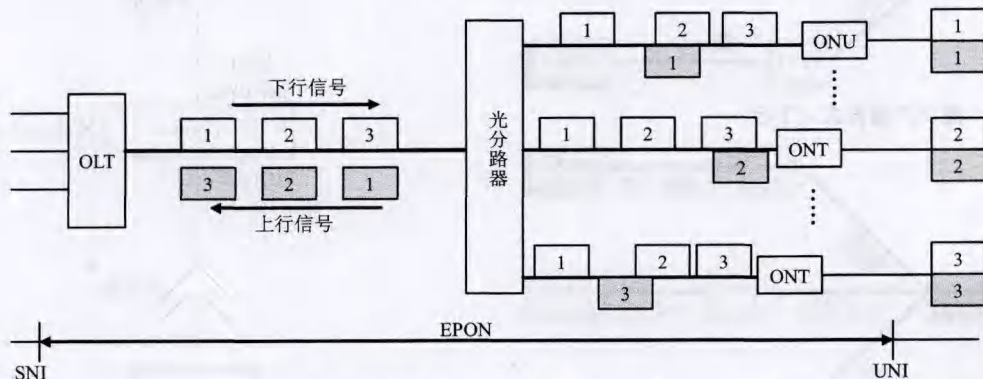 1 2 3 ONU 1
1 1
下行信号
1 2 3
OLT
光分路器
1 2 3 ONT 2
2 2
3 2 1
上行信号
1 2 3 ONT 3
3 3
EPON
SNI UNI